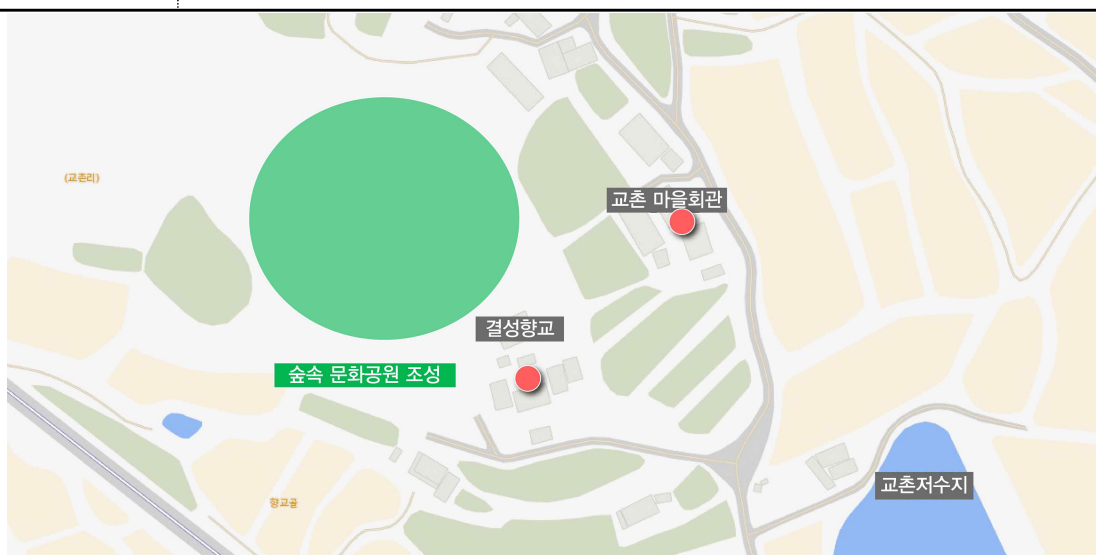 (교촌리)
교촌 마을회관
결성향교
숲속 문화공원 조성
교촌저수지
향교골